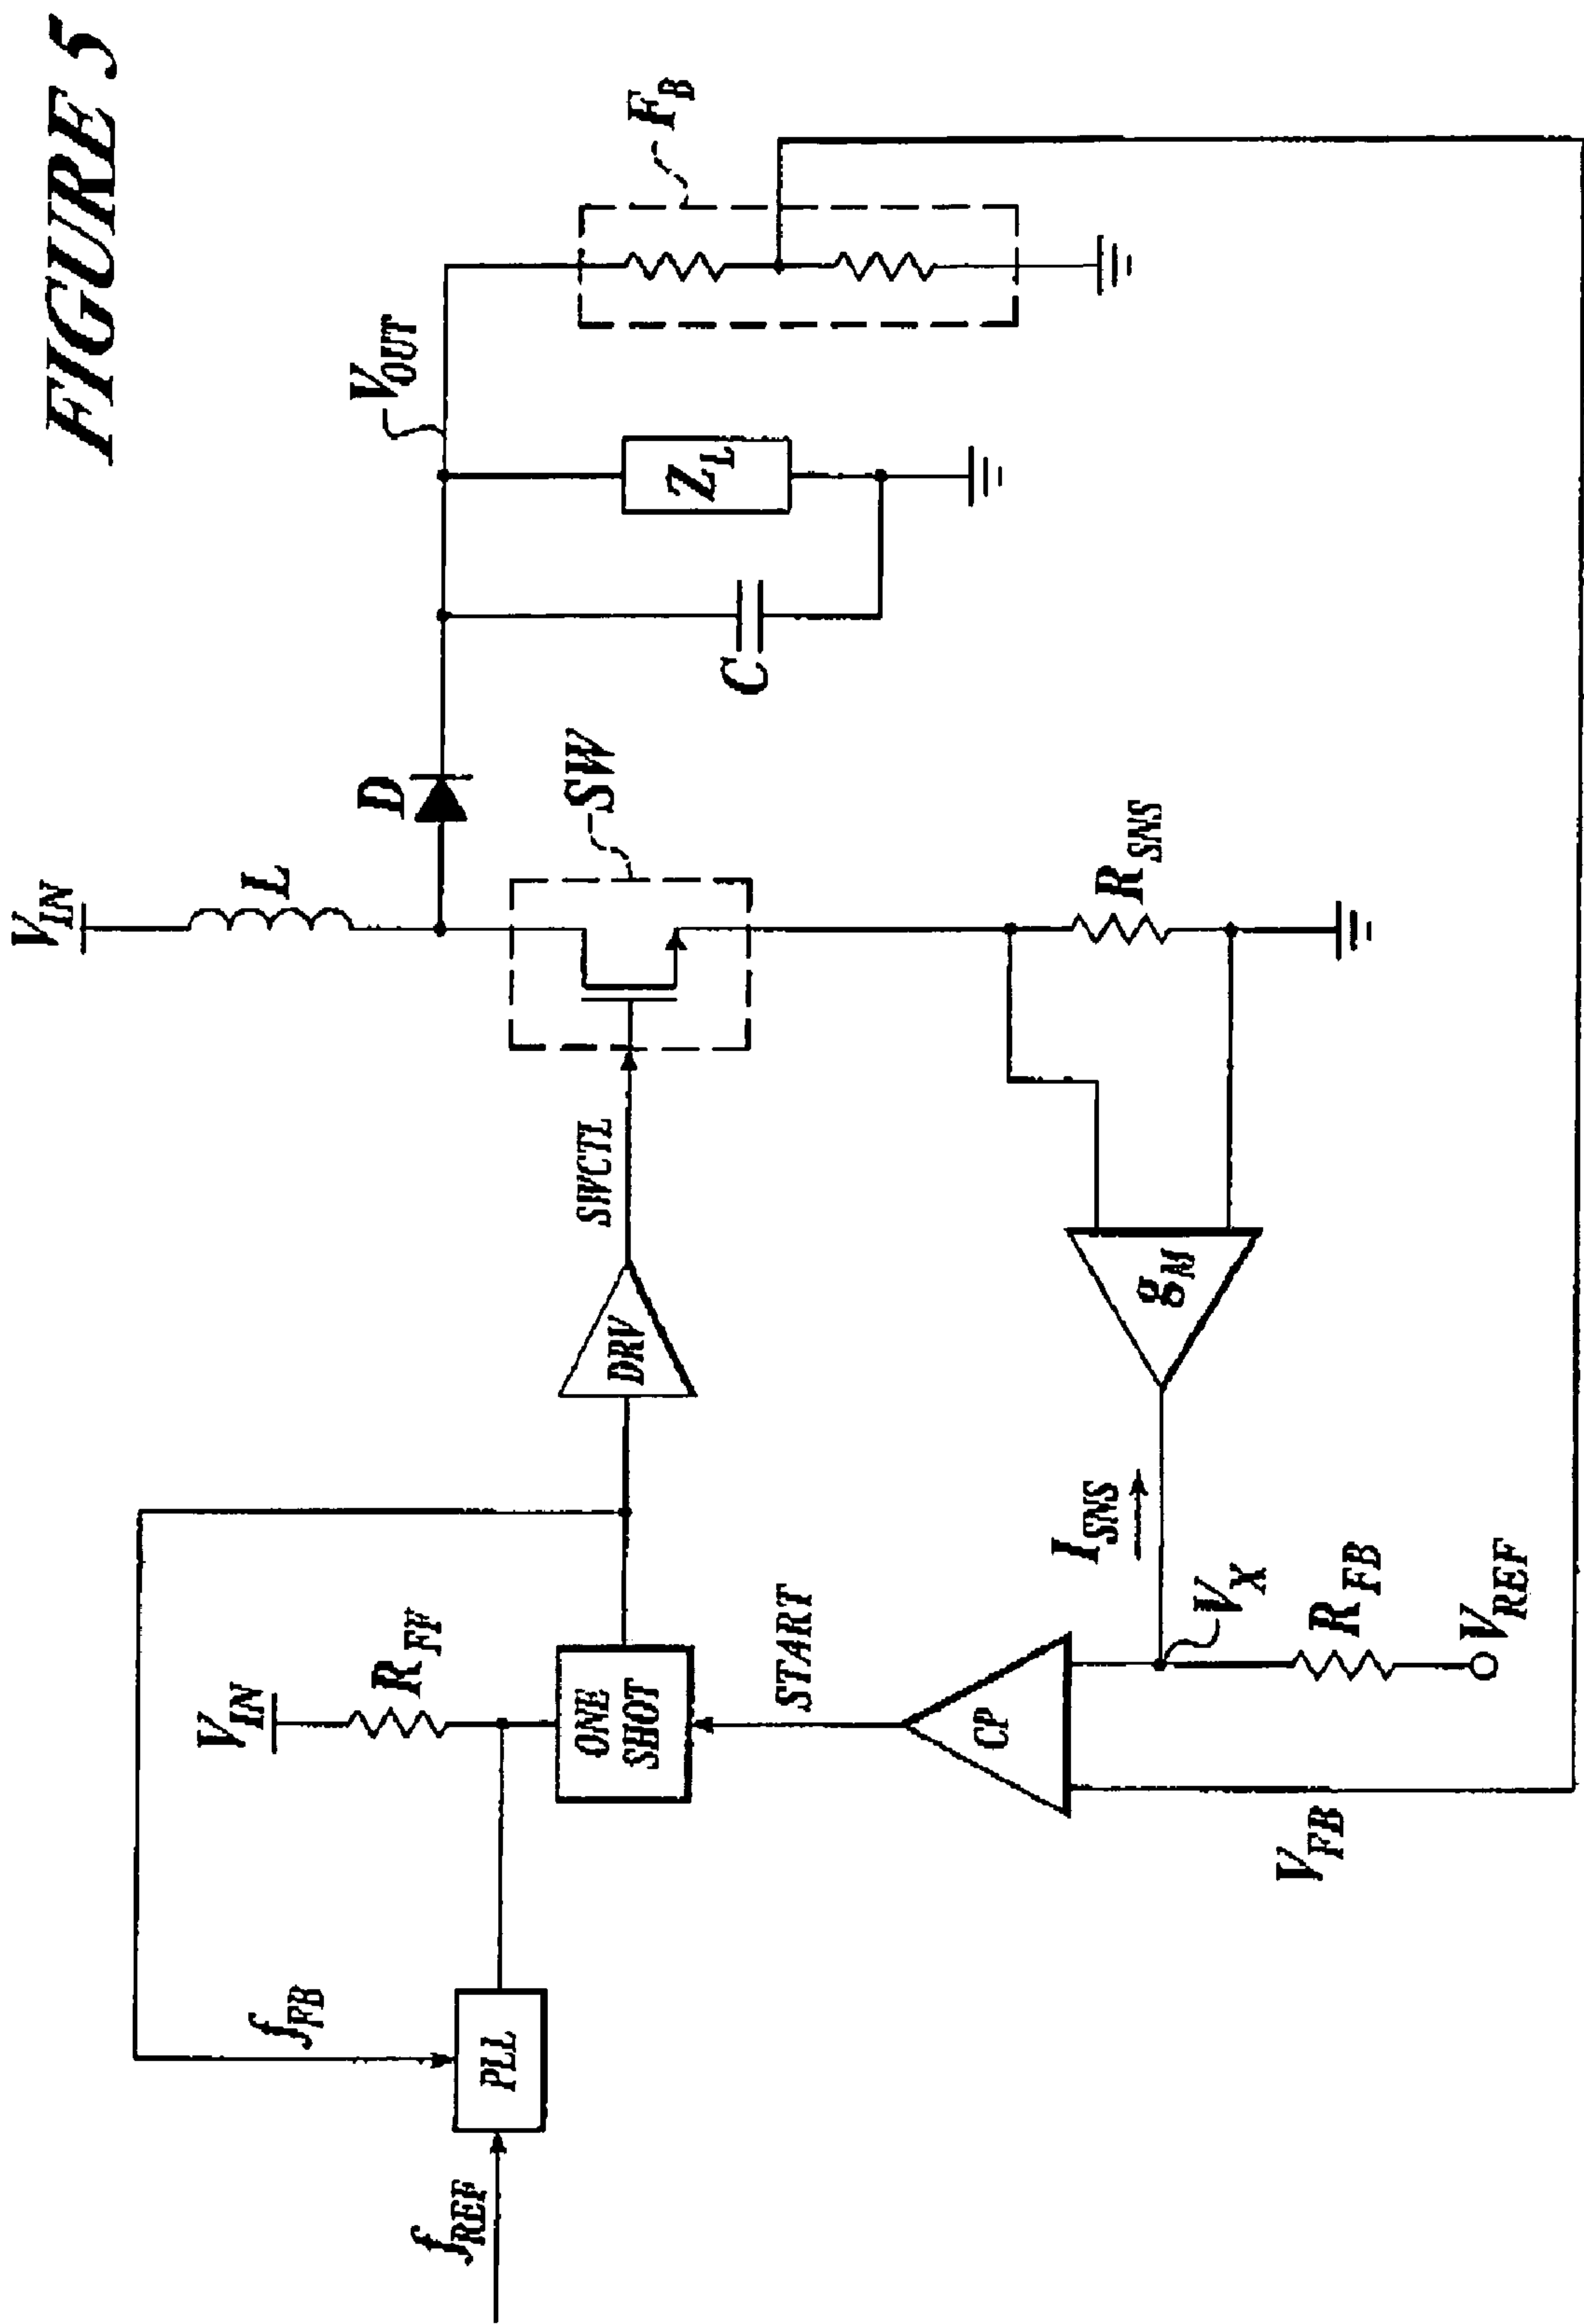 FIGURE 5
V_IN
L
D
V_OUT
F_B
SW
C
Z_L
SWCTL
DRV
f_FB
f_REF
PLL
V_IN
R_FF
ONE
SHOT
START
CP
I_SNS
g_M
R_SNS
V_X
R_FB
V_REF
V_FB